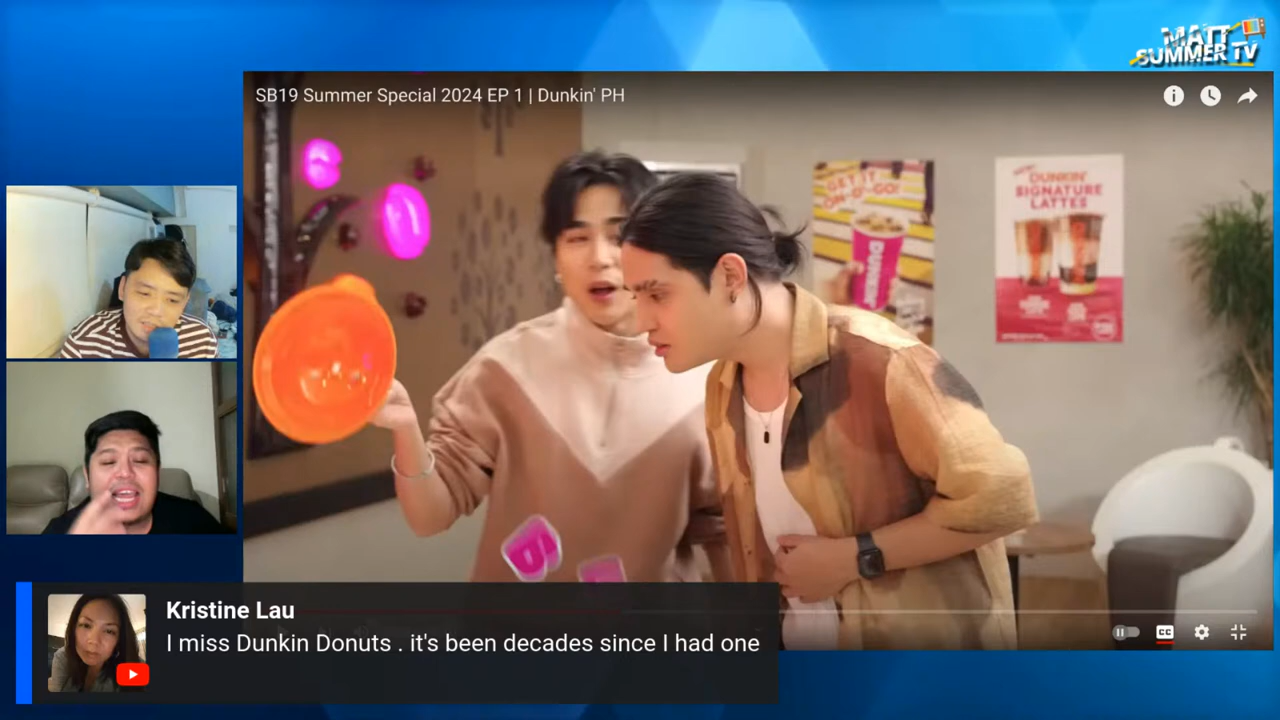 MATT
SUMMER TV
SB19 Summer Special 2024 EP 1 | Dunkin' PH
GET IT
ON-D'-GO!
DUNKIN'
DUNKIN'
SIGNATURE
LATTES
B
CC
Kristine Lau
I miss Dunkin Donuts . it's been decades since I had one